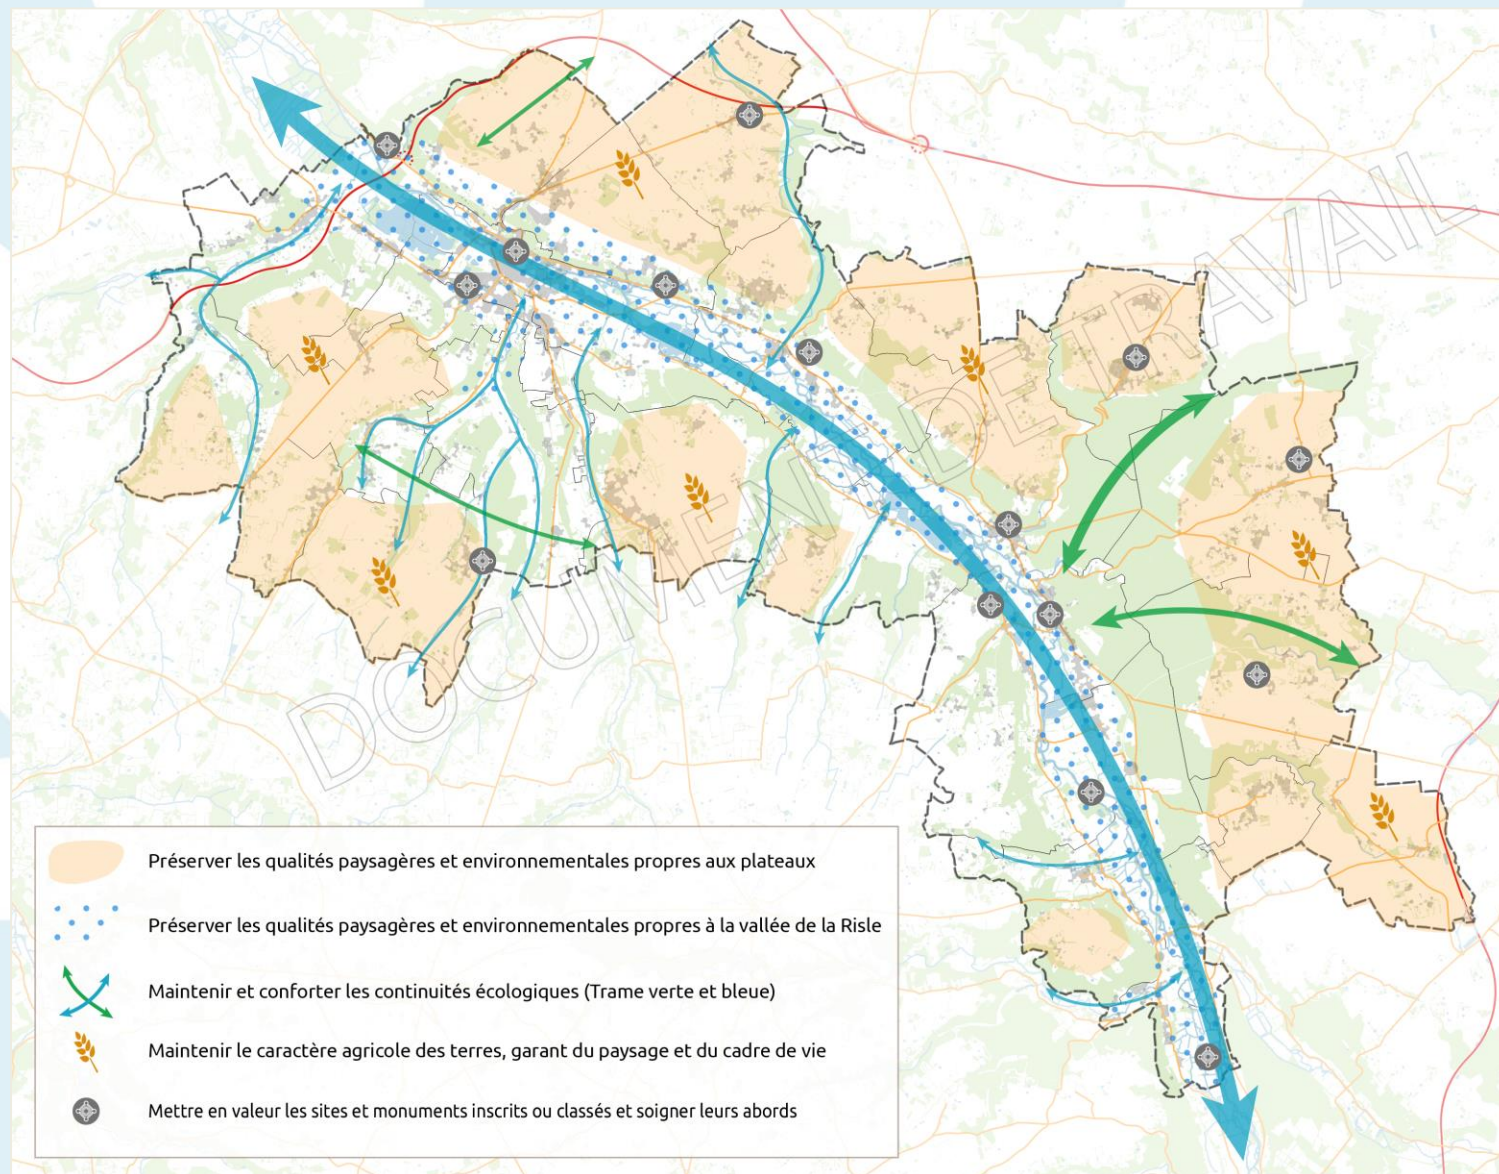 DOCUMENT DE TRAVAIL
Préserver les qualités paysagères et environnementales propres aux plateaux
Préserver les qualités paysagères et environnementales propres à la vallée de la Risle
Maintenir et conforter les continuités écologiques (Trame verte et bleue)
Maintenir le caractère agricole des terres, garant du paysage et du cadre de vie
Mettre en valeur les sites et monuments inscrits ou classés et soigner leurs abords